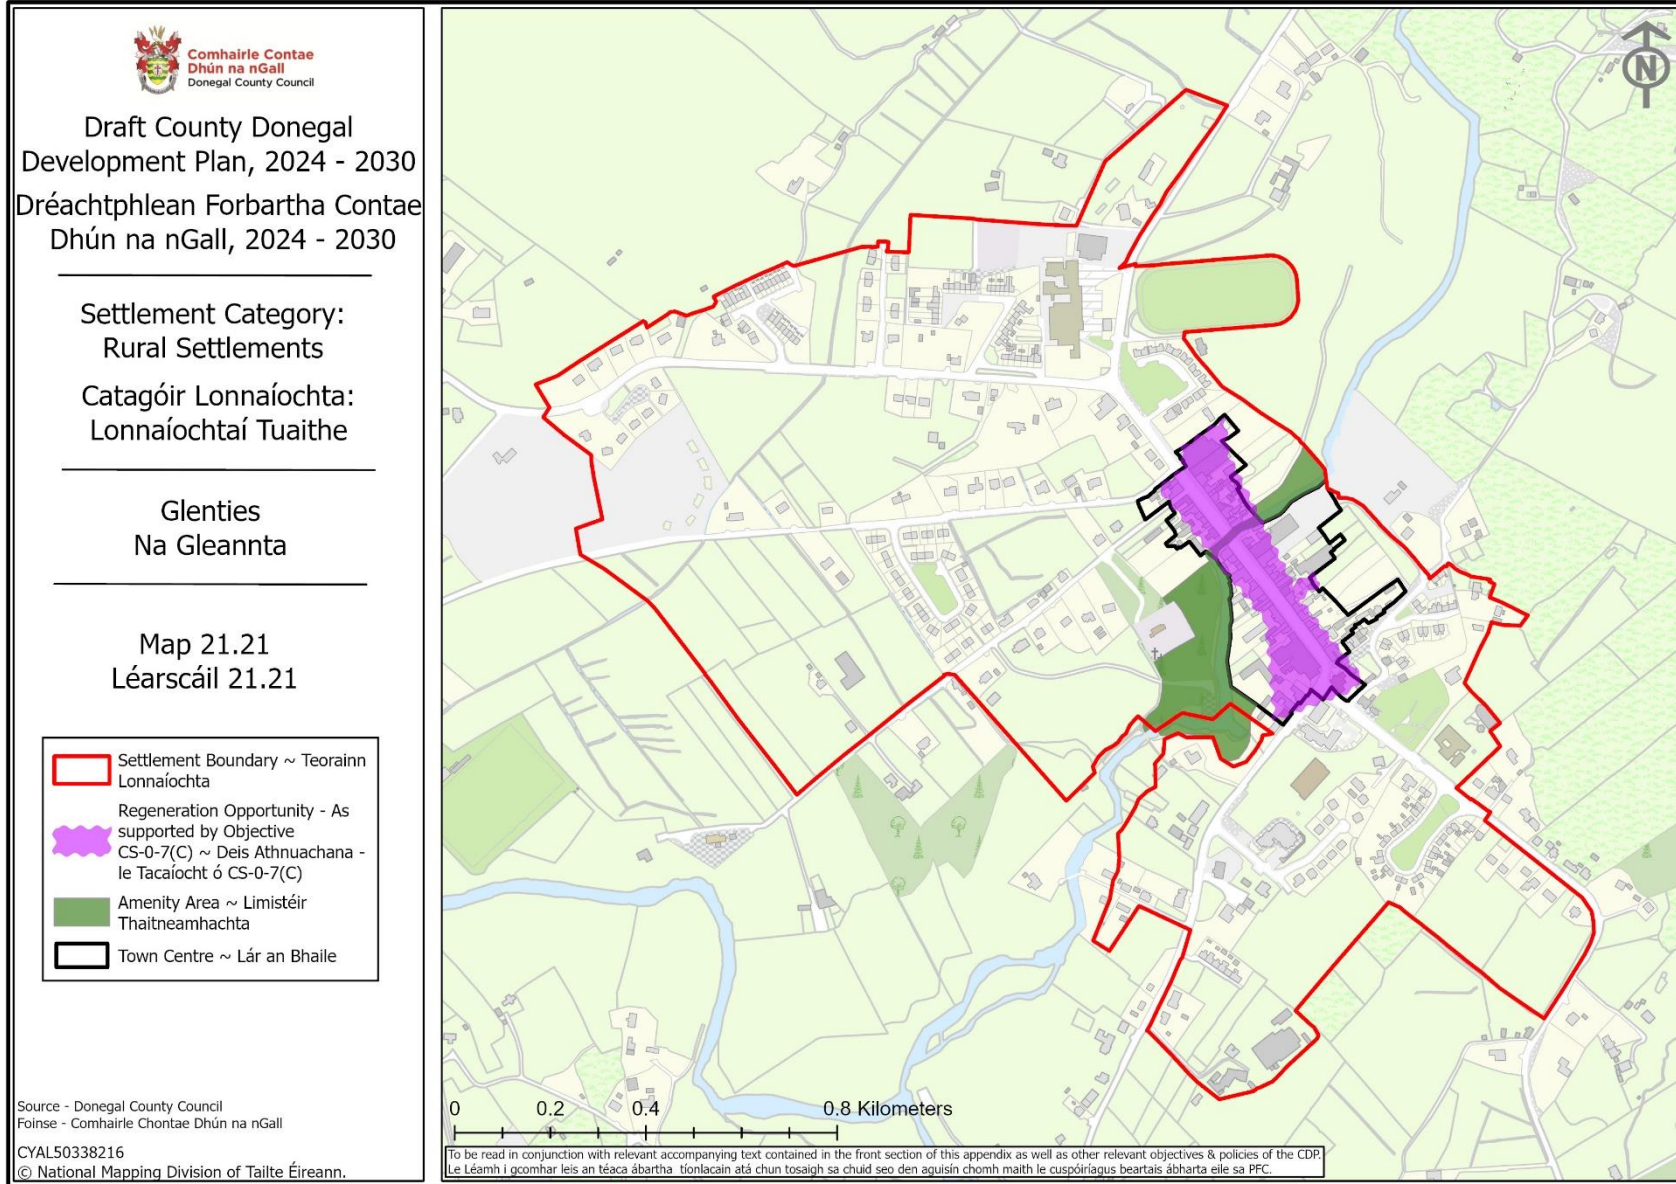 Comhairle Contae
Dhún na nGall
Donegal County Council
Draft County Donegal
Development Plan, 2024 - 2030
Dréachtphlean Forbartha Contae
Dhún na nGall, 2024 - 2030
Settlement Category:
Rural Settlements
Catagóir Lonnaíochta:
Lonnaíochtaí Tuaithe
Glenties
Na Gleannta
Map 21.21
Léarscáil 21.21
Settlement Boundary ~ Teorainn
Lonnaíochta
Regeneration Opportunity - As
supported by Objective
CS-0-7(C) ~ Deis Athnuachana -
le Tacaíocht ó CS-0-7(C)
Amenity Area ~ Limistéir
Thaitneamhachta
Town Centre ~ Lár an Bhaile
Source - Donegal County Council
Foinse - Comhairle Chontae Dhún na nGall
CYAL50338216
© National Mapping Division of Tailte Éireann.
N
0 0.2 0.4 0.8 Kilometers
To be read in conjunction with relevant accompanying text contained in the front section of this appendix as well as other relevant objectives & policies of the CDP.
Le Léamh i gcomhar leis an téaca ábartha tíonlacain atá chun tosaigh sa chuid seo den aguisín chomh maith le cuspóiríagus beartais ábharta eile sa PFC.